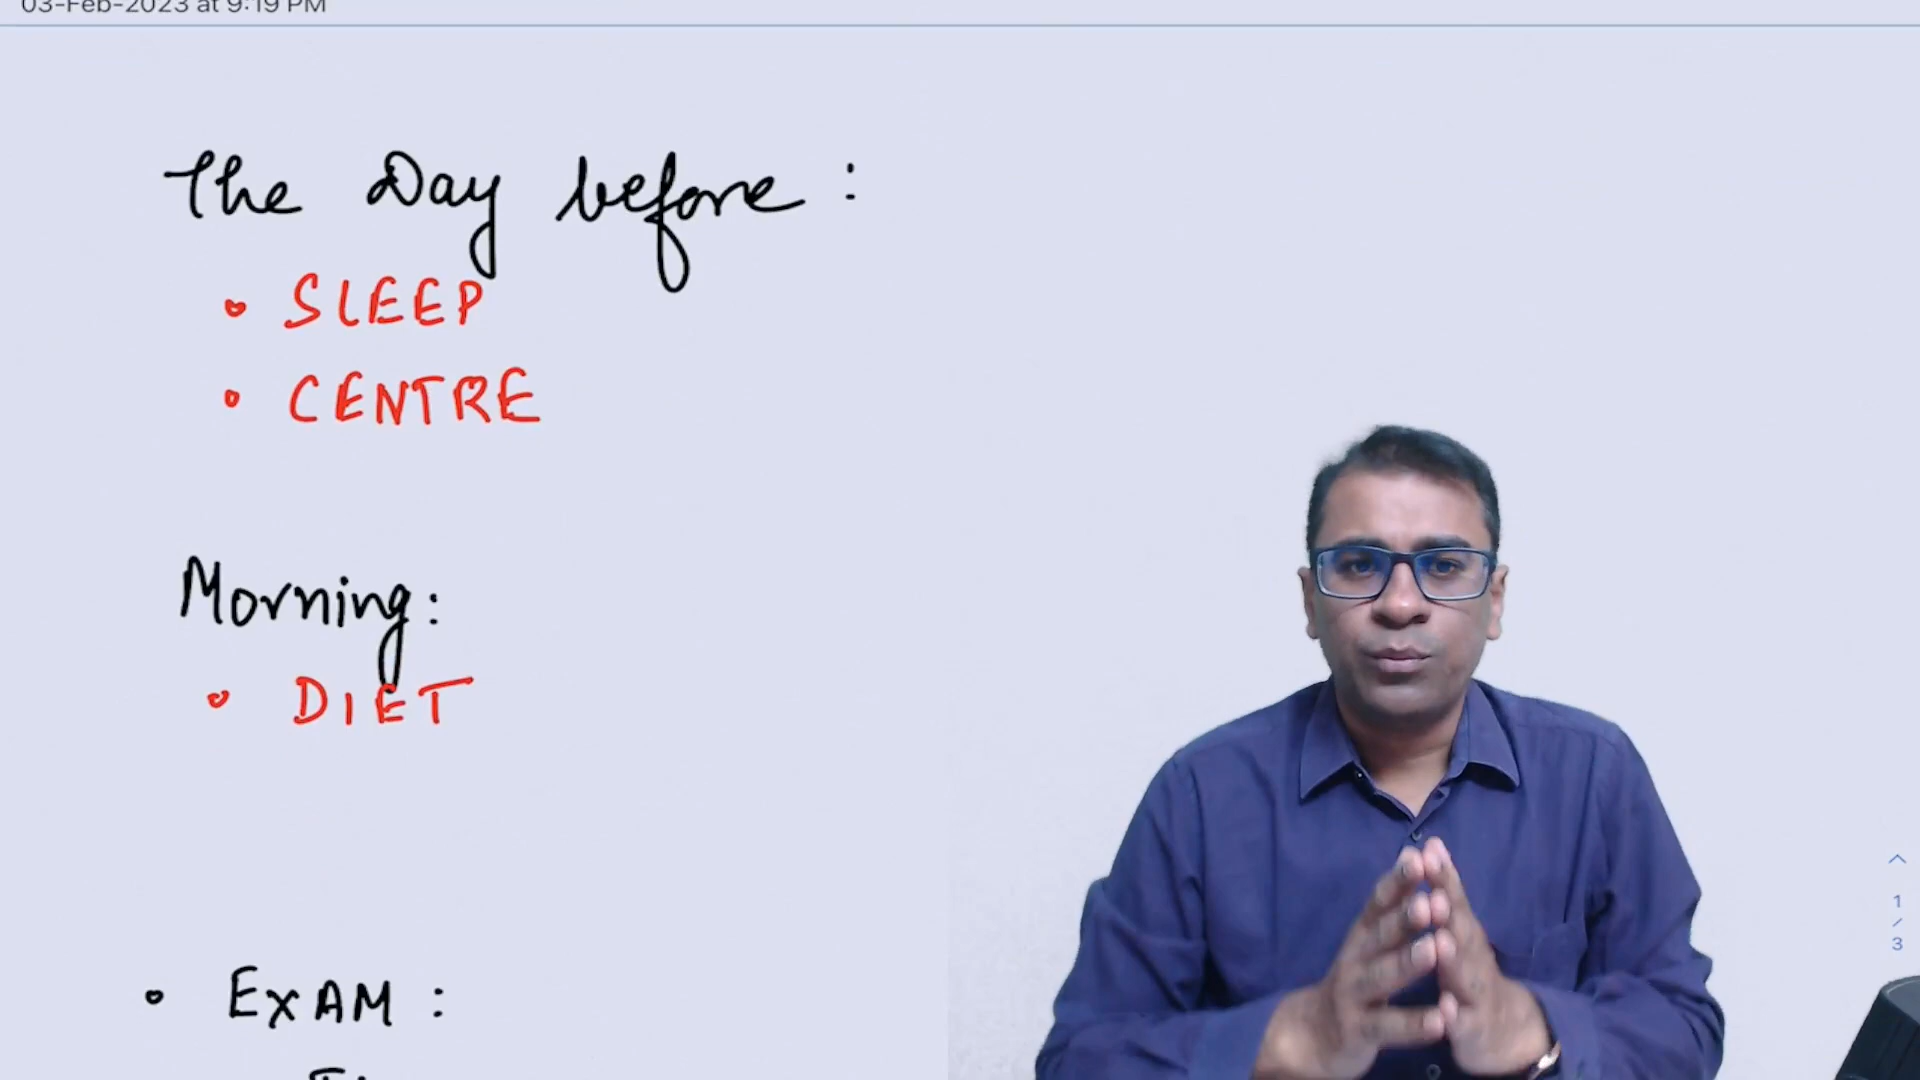 03-Feb-2023 at 9:19 PM
The Day before :
• SLEEP
• CENTRE
Morning:
• DIET
• EXAM :
1
/
3